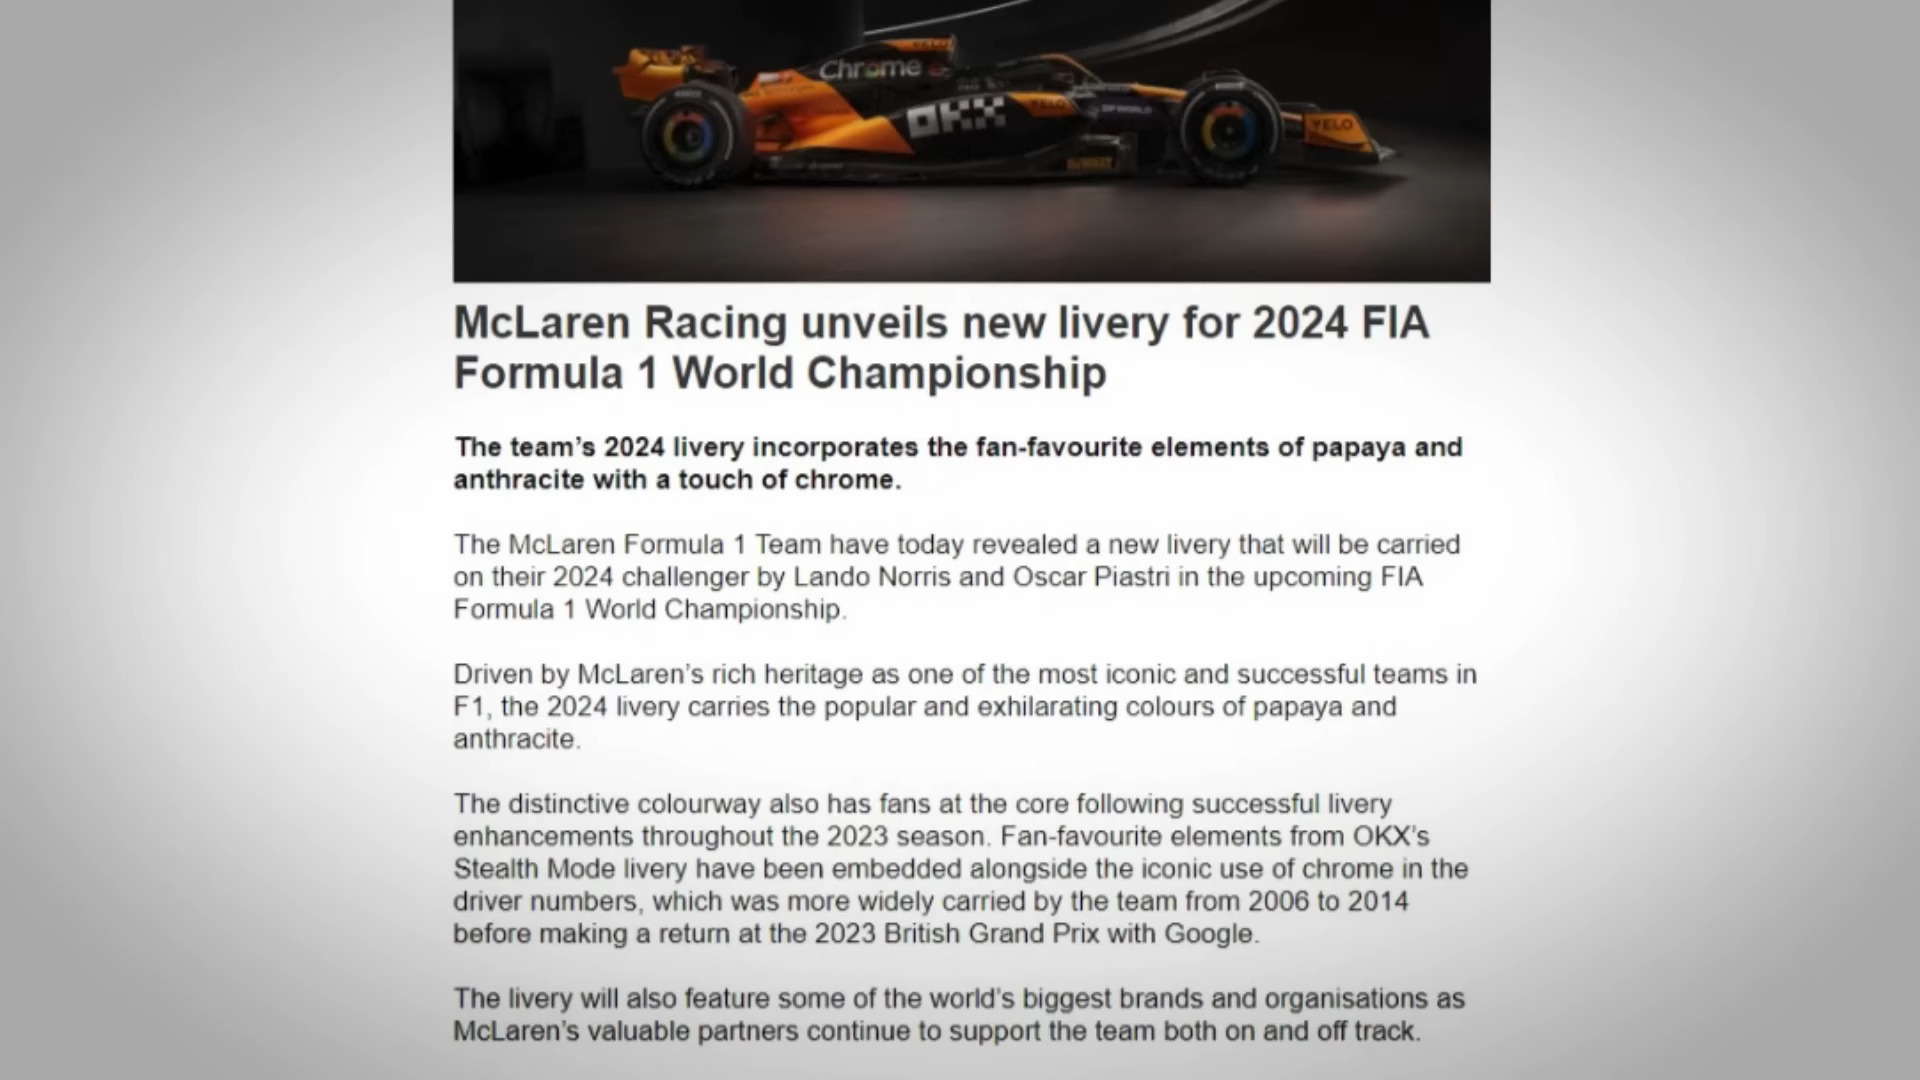 VELO
Chrome
OKX
VELO
DP WORLD
VELO
DEWALT
McLaren Racing unveils new livery for 2024 FIA
Formula 1 World Championship
The team’s 2024 livery incorporates the fan-favourite elements of papaya and
anthracite with a touch of chrome.
The McLaren Formula 1 Team have today revealed a new livery that will be carried
on their 2024 challenger by Lando Norris and Oscar Piastri in the upcoming FIA
Formula 1 World Championship.
Driven by McLaren’s rich heritage as one of the most iconic and successful teams in
F1, the 2024 livery carries the popular and exhilarating colours of papaya and
anthracite.
The distinctive colourway also has fans at the core following successful livery
enhancements throughout the 2023 season. Fan-favourite elements from OKX’s
Stealth Mode livery have been embedded alongside the iconic use of chrome in the
driver numbers, which was more widely carried by the team from 2006 to 2014
before making a return at the 2023 British Grand Prix with Google.
The livery will also feature some of the world’s biggest brands and organisations as
McLaren’s valuable partners continue to support the team both on and off track.